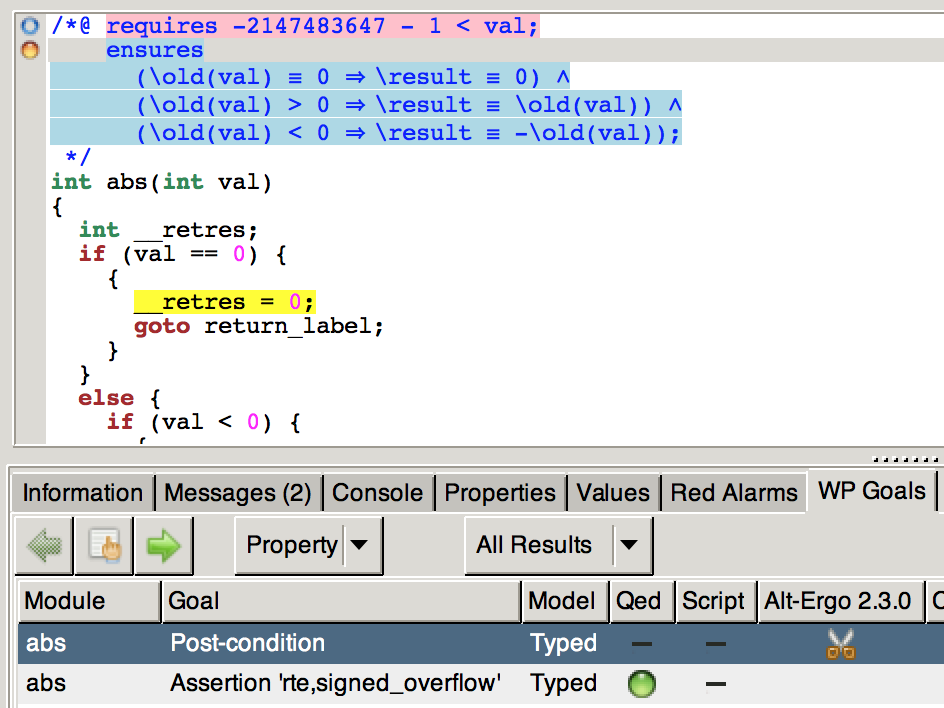 /*@ requires -2147483647 - 1 < val;
ensures
(\old(val) ≡ 0 ⇒ \result ≡ 0) ∧
(\old(val) > 0 ⇒ \result ≡ \old(val)) ∧
(\old(val) < 0 ⇒ \result ≡ -\old(val));
*/
int abs(int val)
{
int __retres;
if (val == 0) {
{
__retres = 0;
goto return_label;
}
}
else {
if (val < 0) {
Information Messages (2) Console Properties Values Red Alarms WP Goals
Property All Results
Module Goal Model Qed Script Alt-Ergo 2.3.0
abs Post-condition Typed — —
abs Assertion 'rte,signed_overflow' Typed —